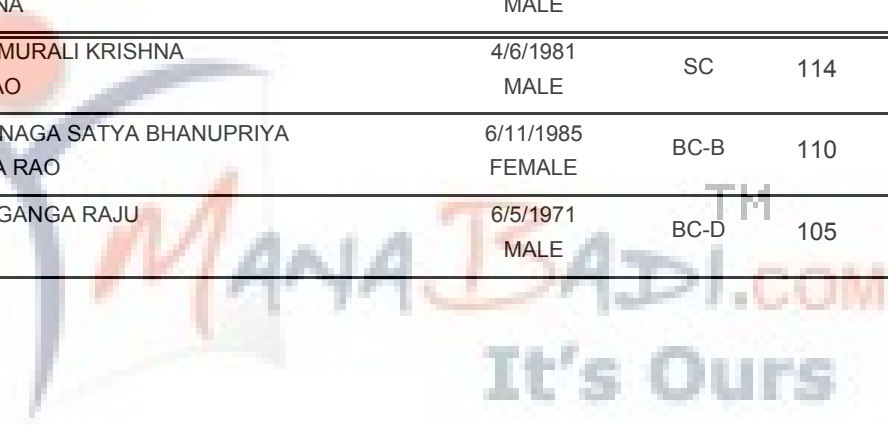 NA MALE
MURALI KRISHNA 4/6/1981 SC 114
AO MALE
NAGA SATYA BHANUPRIYA 6/11/1985 BC-B 110
A RAO FEMALE
GANGA RAJU 6/5/1971 BC-D 105
MALE
MANABADI.COM TM
It's Ours